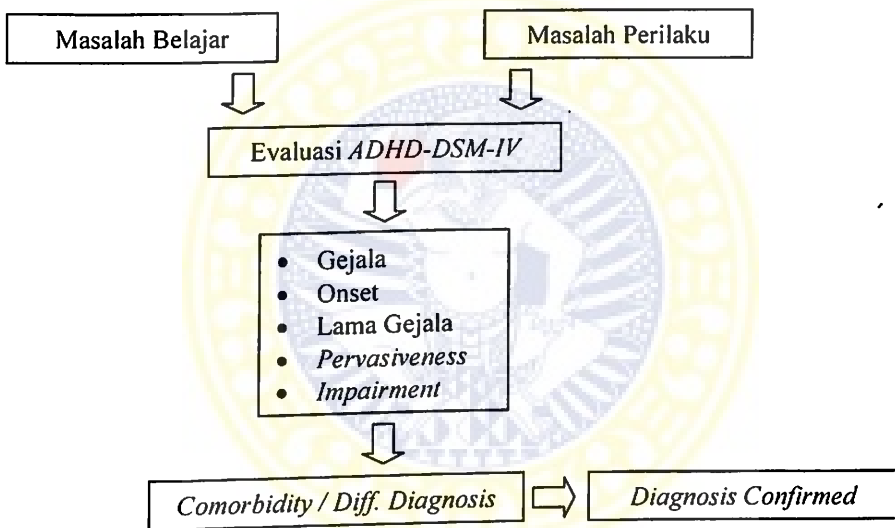 Masalah Belajar
Masalah Perilaku
Evaluasi ADHD-DSM-IV
• Gejala
• Onset
• Lama Gejala
• Pervasiveness
• Impairment
Comorbidity / Diff. Diagnosis
Diagnosis Confirmed